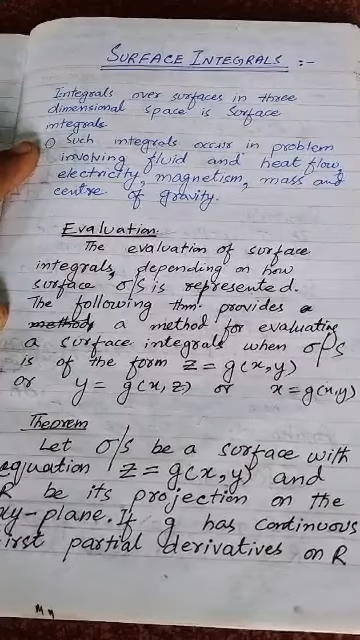 SURFACE INTEGRALS :-
Integrals over surfaces in three
dimensional space is Surface
integrals.
① Such integrals occur in problem
involving fluid and heat flow,
electricity, magnetism, mass and
centre of gravity.
Evaluation.
The evaluation of surface
integrals, depending on how
surface σ/S is represented.
The following thm. provides a
methods a method for evaluating
a surface integrals when σ/S
is of the form z = g(x,y)
or y = g(x,z) or x = g(x,y)
Theorem
Let σ/S be a surface with
equation z = g(x,y) and
R be its projection on the
xy-plane. If g has continuous
first partial derivatives on R